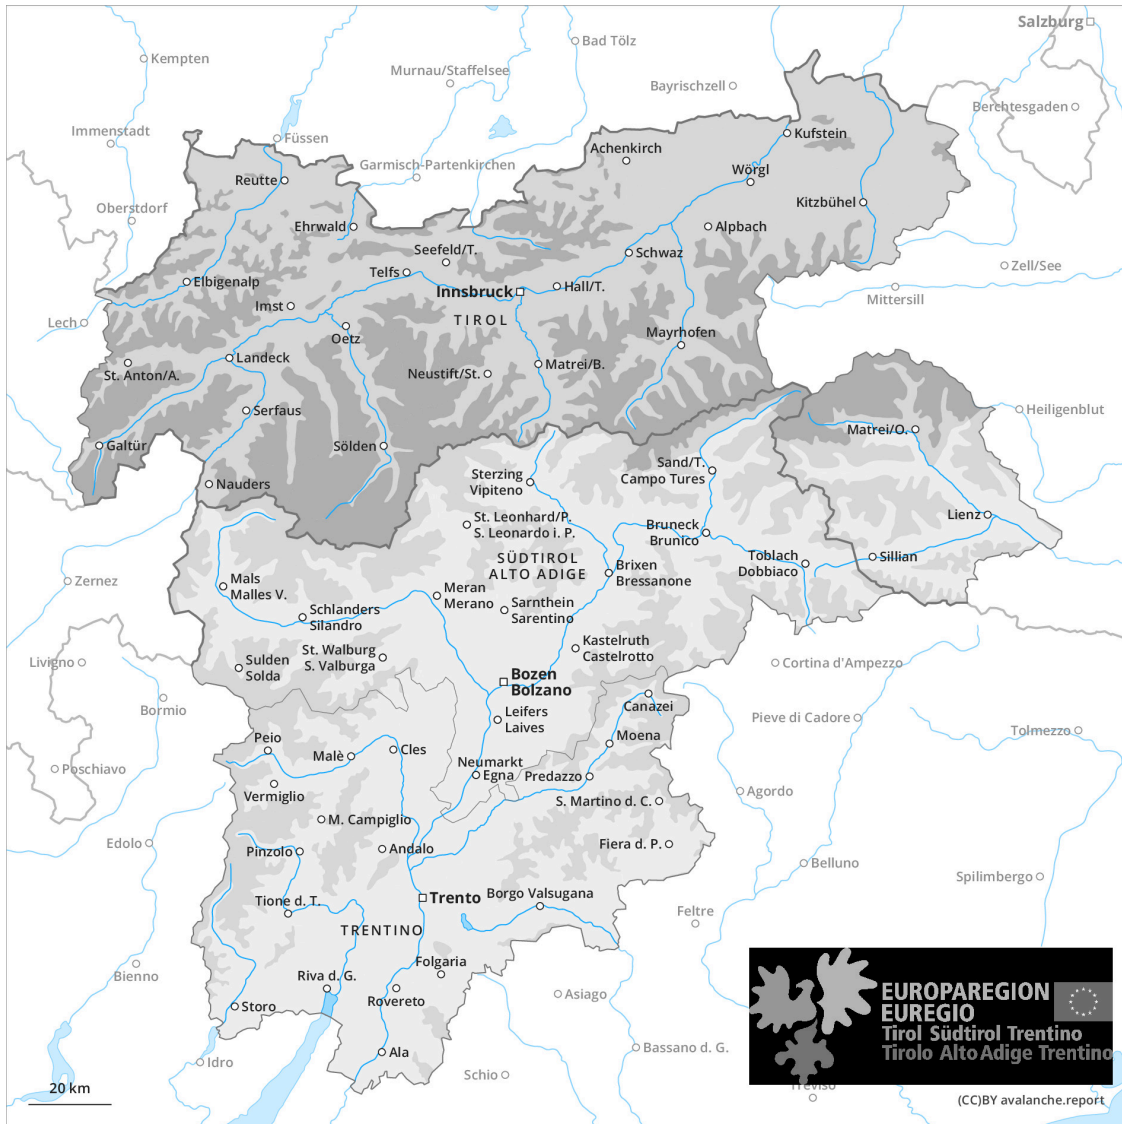 Salzburg
Bad Tölz
Kempten
Murnau/Staffelsee
Bayrischzell
Berchtesgaden
Immenstadt
Füssen
Kufstein
Achenkirch
Garmisch-Partenkirchen
Wörgl
Reutte
Oberstdorf
Kitzbühel
Ehrwald
Alpbach
Seefeld/T.
Schwaz
Telfs
Zell/See
Elbigenalp
Innsbruck
Hall/T.
Mittersill
Imst
TIROL
Lech
Oetz
Mayrhofen
Landeck
Matrei/B.
St. Anton/A.
Neustift/St.
Serfaus
Heiligenblut
Matrei/O.
Galtür
Sölden
Sand/T.
Campo Tures
Sterzing
Vipiteno
Nauders
St. Leonhard/P.
S. Leonardo i. P.
Lienz
Bruneck
Brunico
SÜDTIROL
ALTO ADIGE
Toblach
Dobbiaco
Sillian
Brixen
Bressanone
Zernez
Mals
Malles V.
Meran
Merano
Sarnthein
Sarentino
Schlanders
Silandro
Kastelruth
Castelrotto
St. Walburg
S. Valburga
Livigno
Sulden
Solda
Cortina d'Ampezzo
Bozen
Bolzano
Bormio
Canazei
Leifers
Laives
Pieve di Cadore
Tolmezzo
Peio
Moena
Malè
Cles
Neumarkt
Egna
Poschiavo
Predazzo
Vermiglio
Agordo
S. Martino d. C.
M. Campiglio
Edolo
Pinzolo
Andalo
Fiera d. P.
Belluno
Spilimbergo
Borgo Valsugana
Trento
Tione d. T.
Feltre
TRENTINO
Folgaria
Bienno
Riva d. G.
Rovereto
Asiago
Storo
EUROPAREGION
EUREGIO
Tirol Südtirol Trentino
Tirolo Alto Adige Trentino
Ala
Idro
Bassano d. G.
Schio
Treviso
20 km
(CC)BY avalanche.report